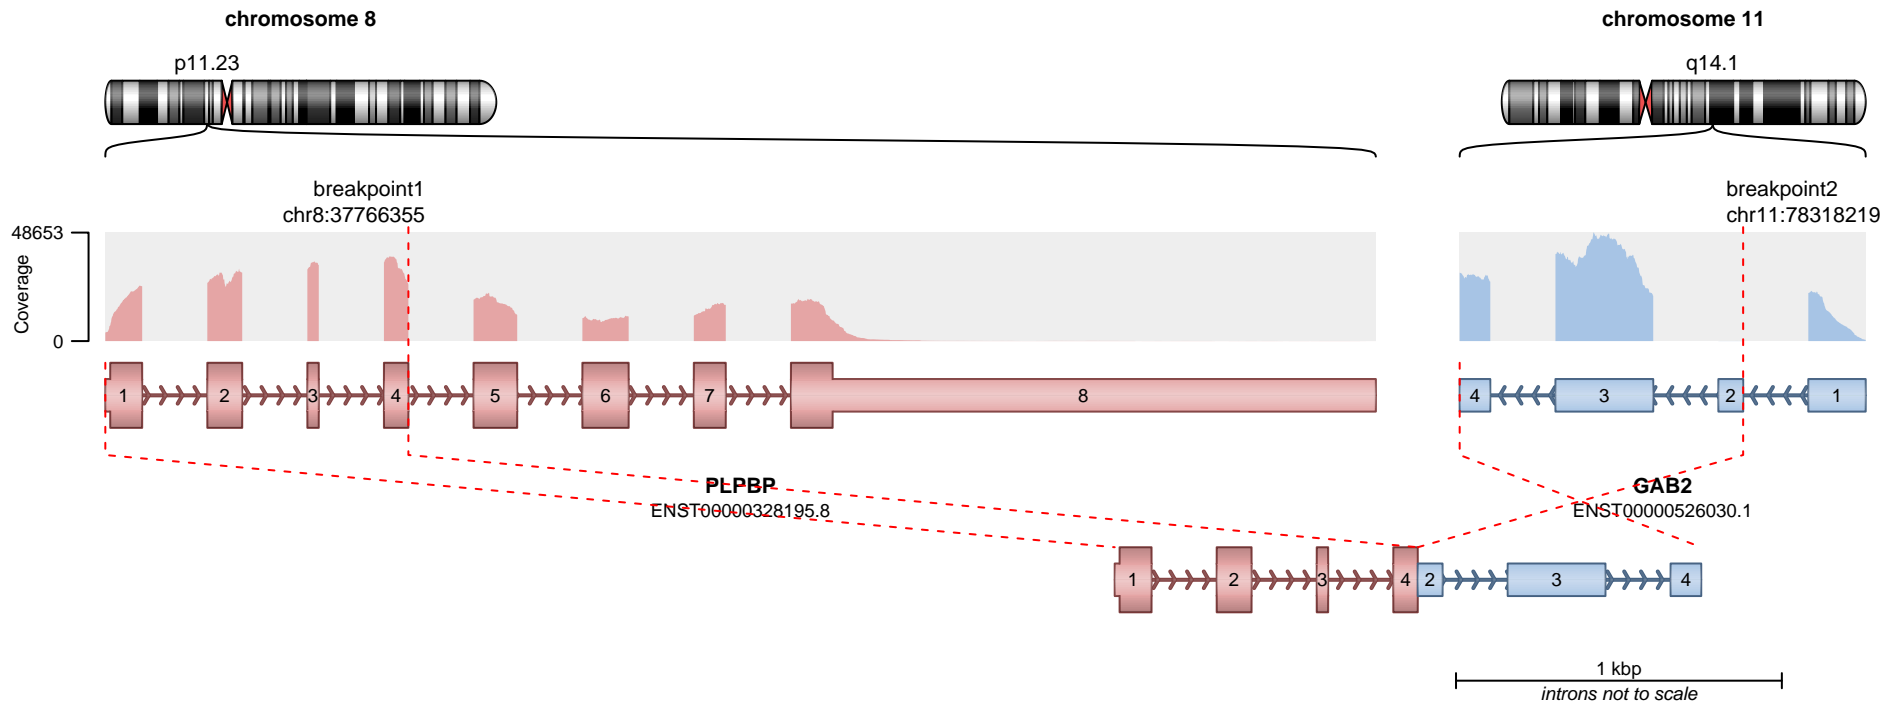 chromosome 8
chromosome 11
p11.23
q14.1
breakpoint1
chr8:37766355
breakpoint2
chr11:78318219
48653
Coverage
0
1 2 3 4 5 6 7 8
4 3 2 1
PLPBP
ENST00000328195.8
GAB2
ENST00000526030.1
1 2 3 4 2 3 4
1 kbp
introns not to scale